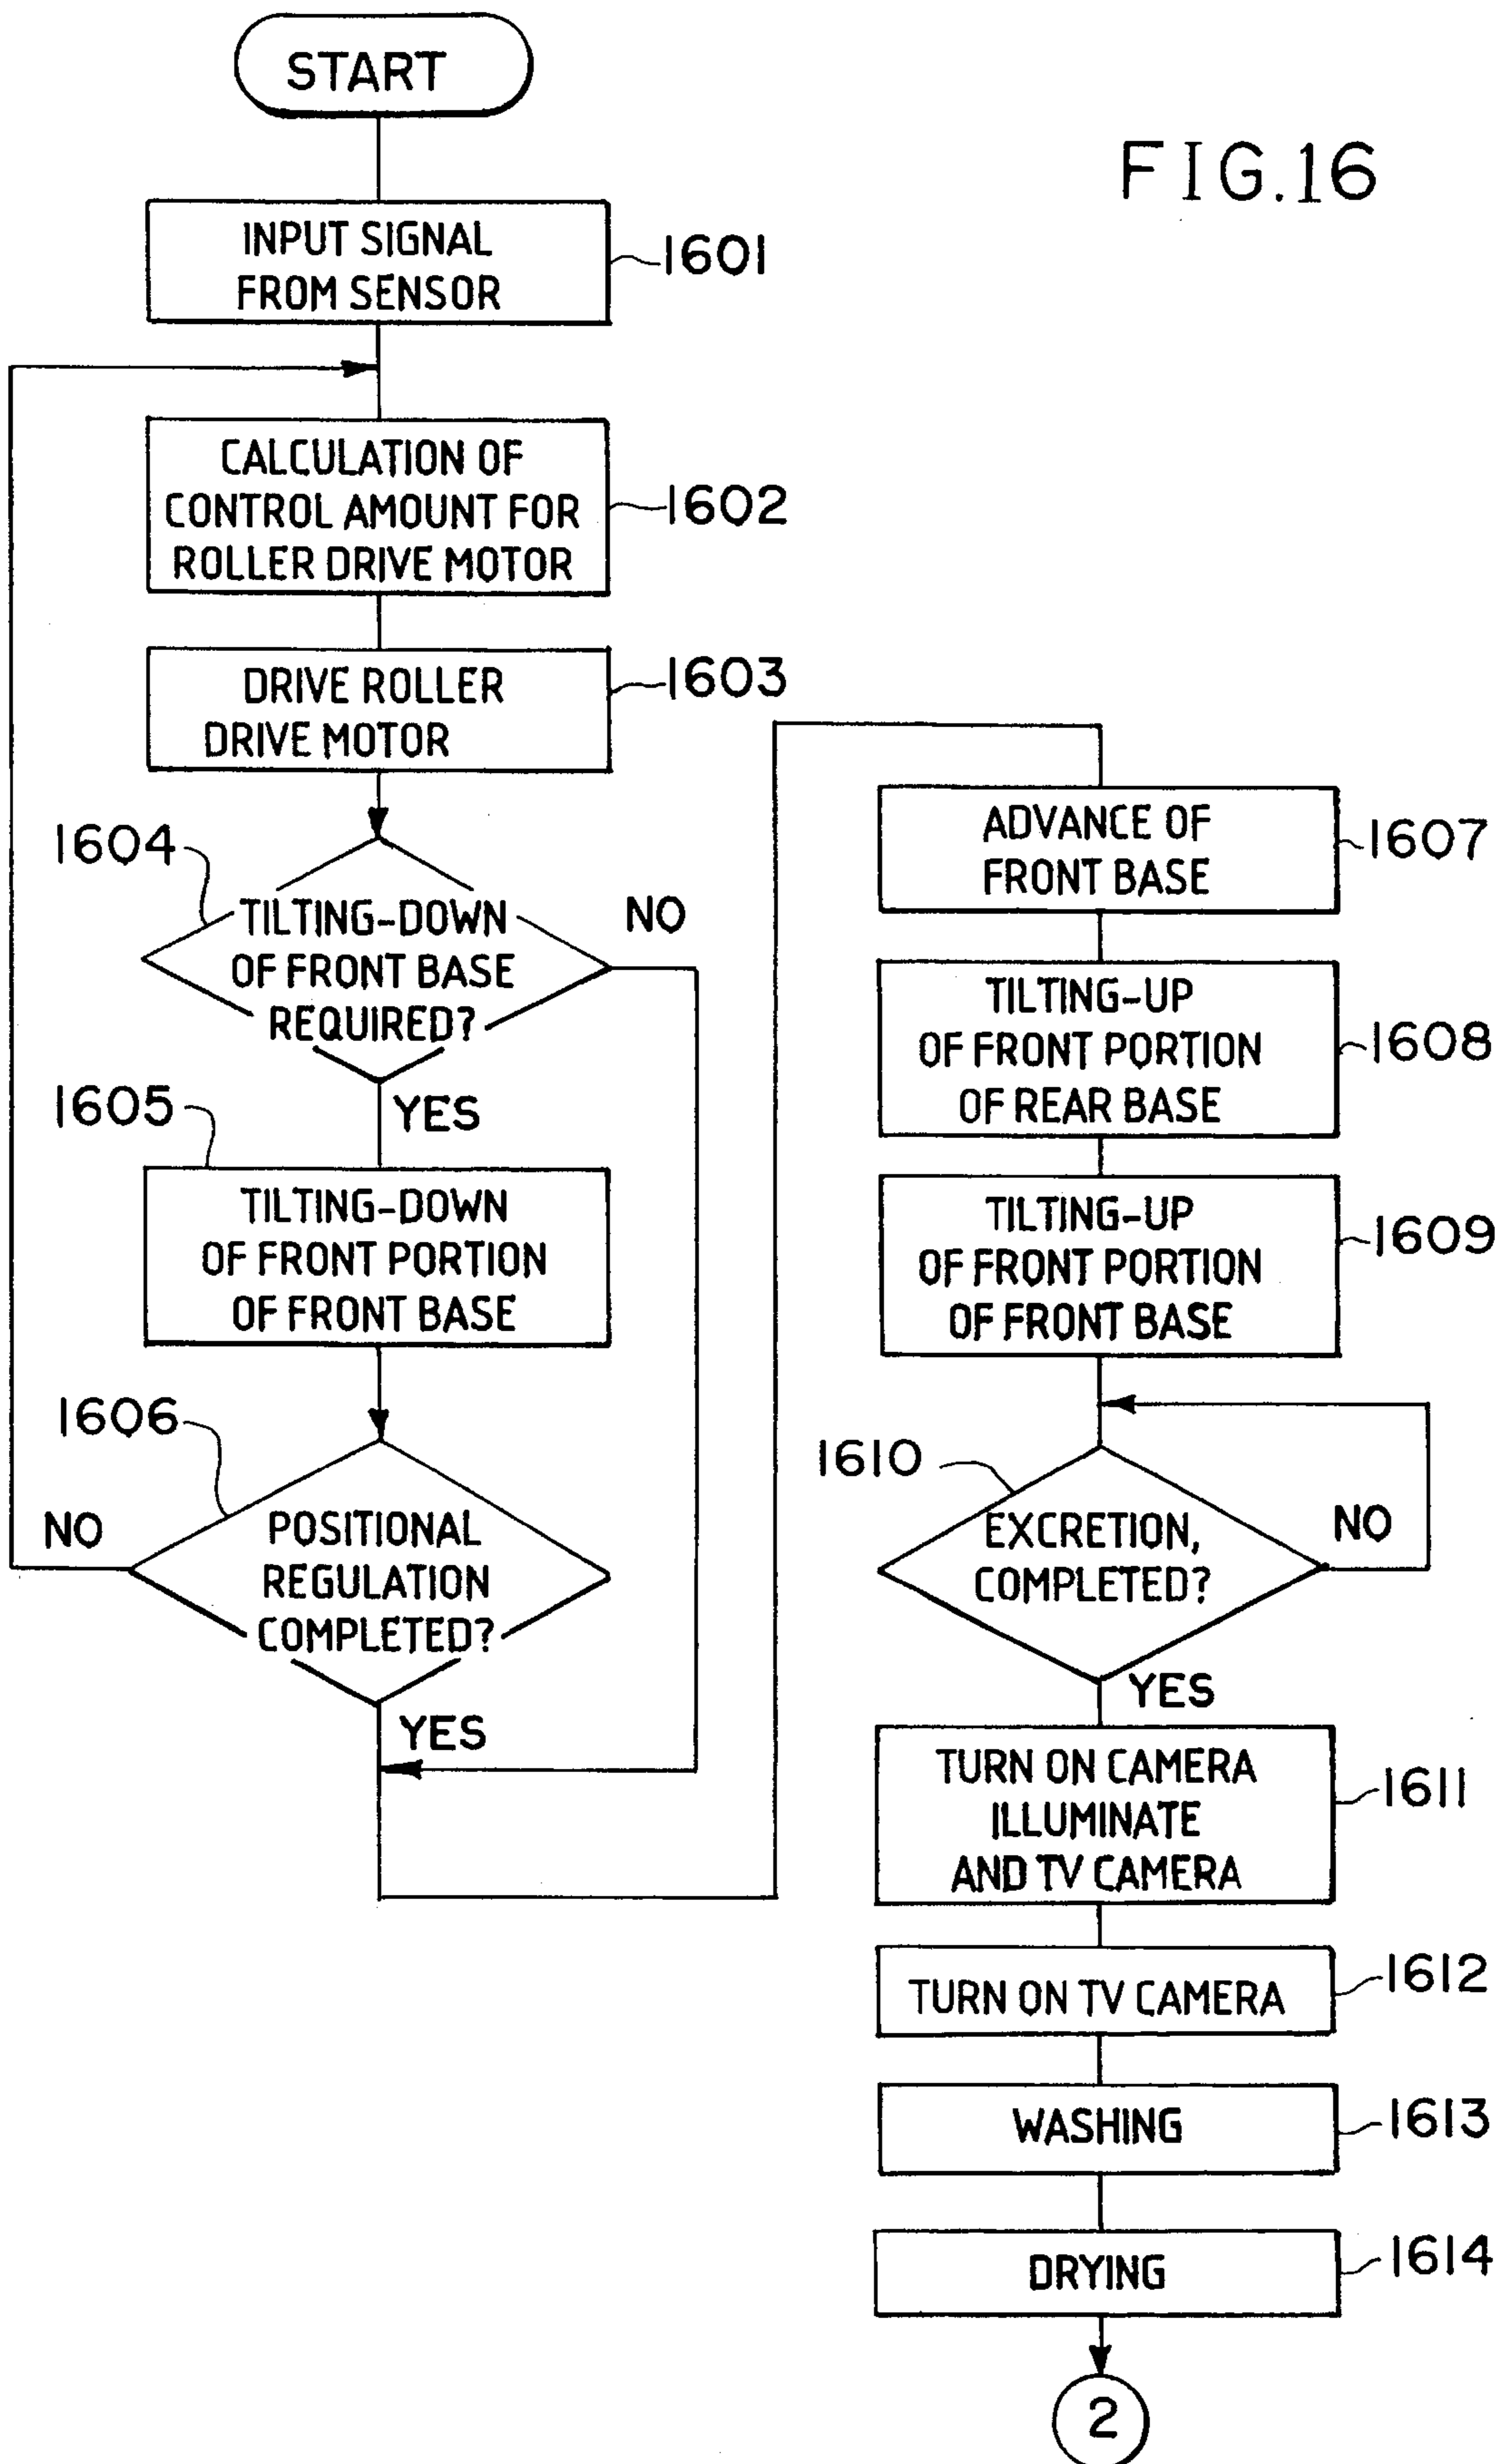 START
FIG.16
INPUT SIGNAL
FROM SENSOR
1601
CALCULATION OF
CONTROL AMOUNT FOR
ROLLER DRIVE MOTOR
1602
DRIVE ROLLER
DRIVE MOTOR
1603
1604
TILTING-DOWN
OF FRONT BASE
REQUIRED?
NO
YES
1605
TILTING-DOWN
OF FRONT PORTION
OF FRONT BASE
1606
NO
POSITIONAL
REGULATION
COMPLETED?
YES
ADVANCE OF
FRONT BASE
1607
TILTING-UP
OF FRONT PORTION
OF REAR BASE
1608
TILTING-UP
OF FRONT PORTION
OF FRONT BASE
1609
1610
EXCRETION,
COMPLETED?
NO
YES
TURN ON CAMERA
ILLUMINATE
AND TV CAMERA
1611
TURN ON TV CAMERA
1612
WASHING
1613
DRYING
1614
2